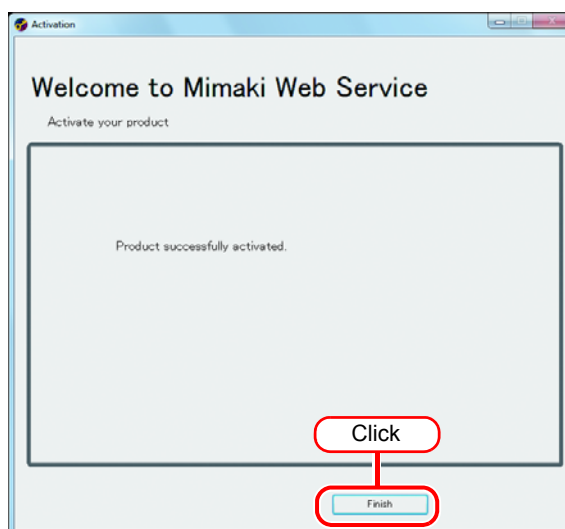 Activation
Welcome to Mimaki Web Service
Activate your product
Product successfully activated.
Click
Finish